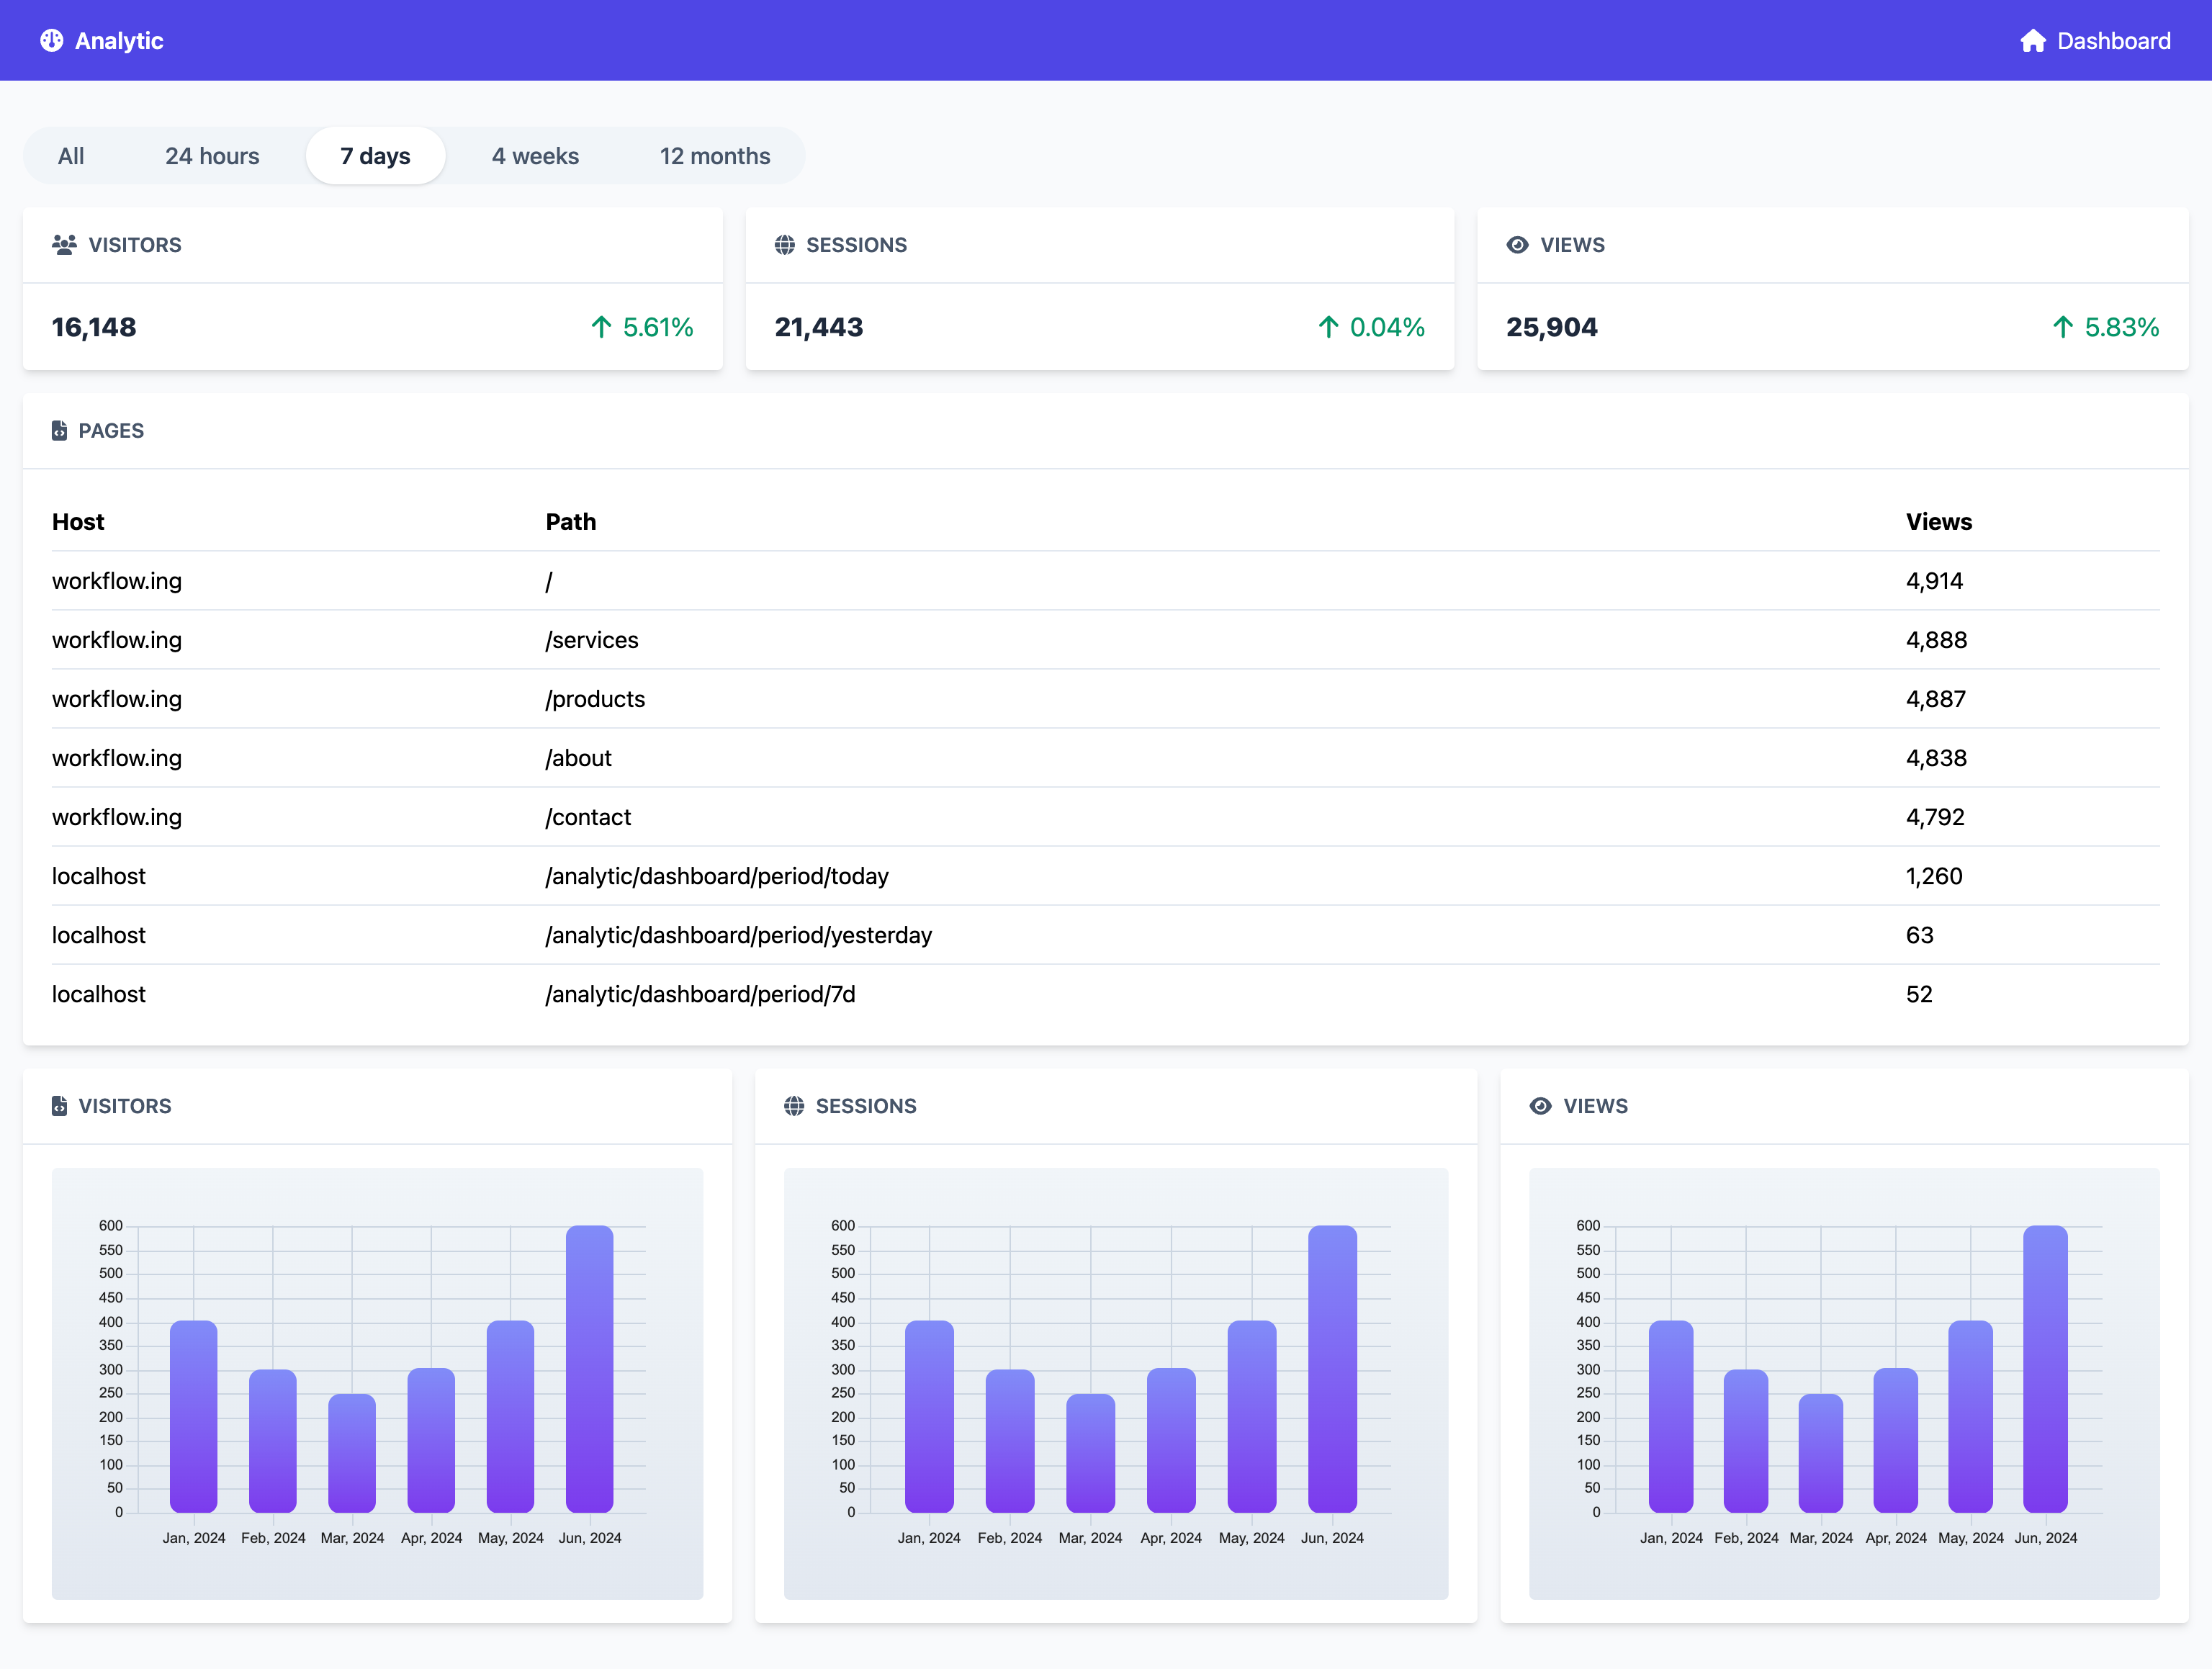 Analytic
Dashboard
All 24 hours 7 days 4 weeks 12 months
VISITORS
16,148 5.61%
SESSIONS
21,443 0.04%
VIEWS
25,904 5.83%
PAGES
Host Path Views
workflow.ing / 4,914
workflow.ing /services 4,888
workflow.ing /products 4,887
workflow.ing /about 4,838
workflow.ing /contact 4,792
localhost /analytic/dashboard/period/today 1,260
localhost /analytic/dashboard/period/yesterday 63
localhost /analytic/dashboard/period/7d 52
VISITORS
600
550
500
450
400
350
300
250
200
150
100
50
0
Jan, 2024 Feb, 2024 Mar, 2024 Apr, 2024 May, 2024 Jun, 2024
SESSIONS
600
550
500
450
400
350
300
250
200
150
100
50
0
Jan, 2024 Feb, 2024 Mar, 2024 Apr, 2024 May, 2024 Jun, 2024
VIEWS
600
550
500
450
400
350
300
250
200
150
100
50
0
Jan, 2024 Feb, 2024 Mar, 2024 Apr, 2024 May, 2024 Jun, 2024